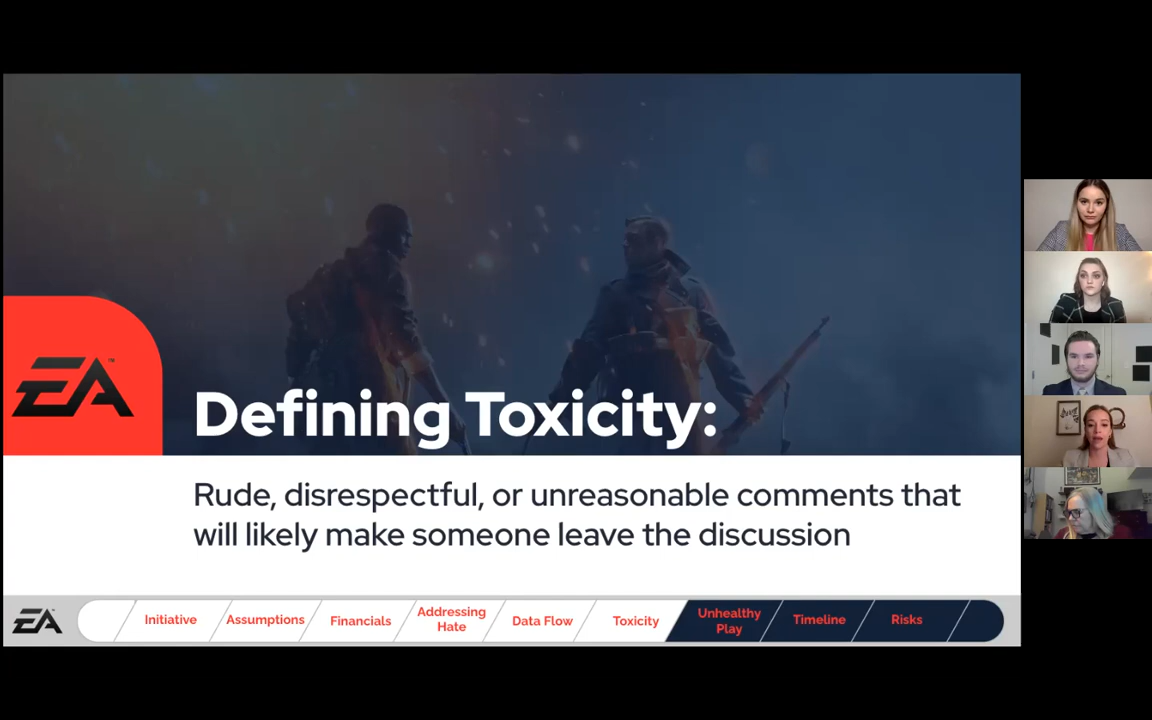 EA™
Defining Toxicity:
Rude, disrespectful, or unreasonable comments that
will likely make someone leave the discussion
EA
Initiative
Assumptions
Financials
Addressing
Hate
Data Flow
Toxicity
Unhealthy
Play
Timeline
Risks